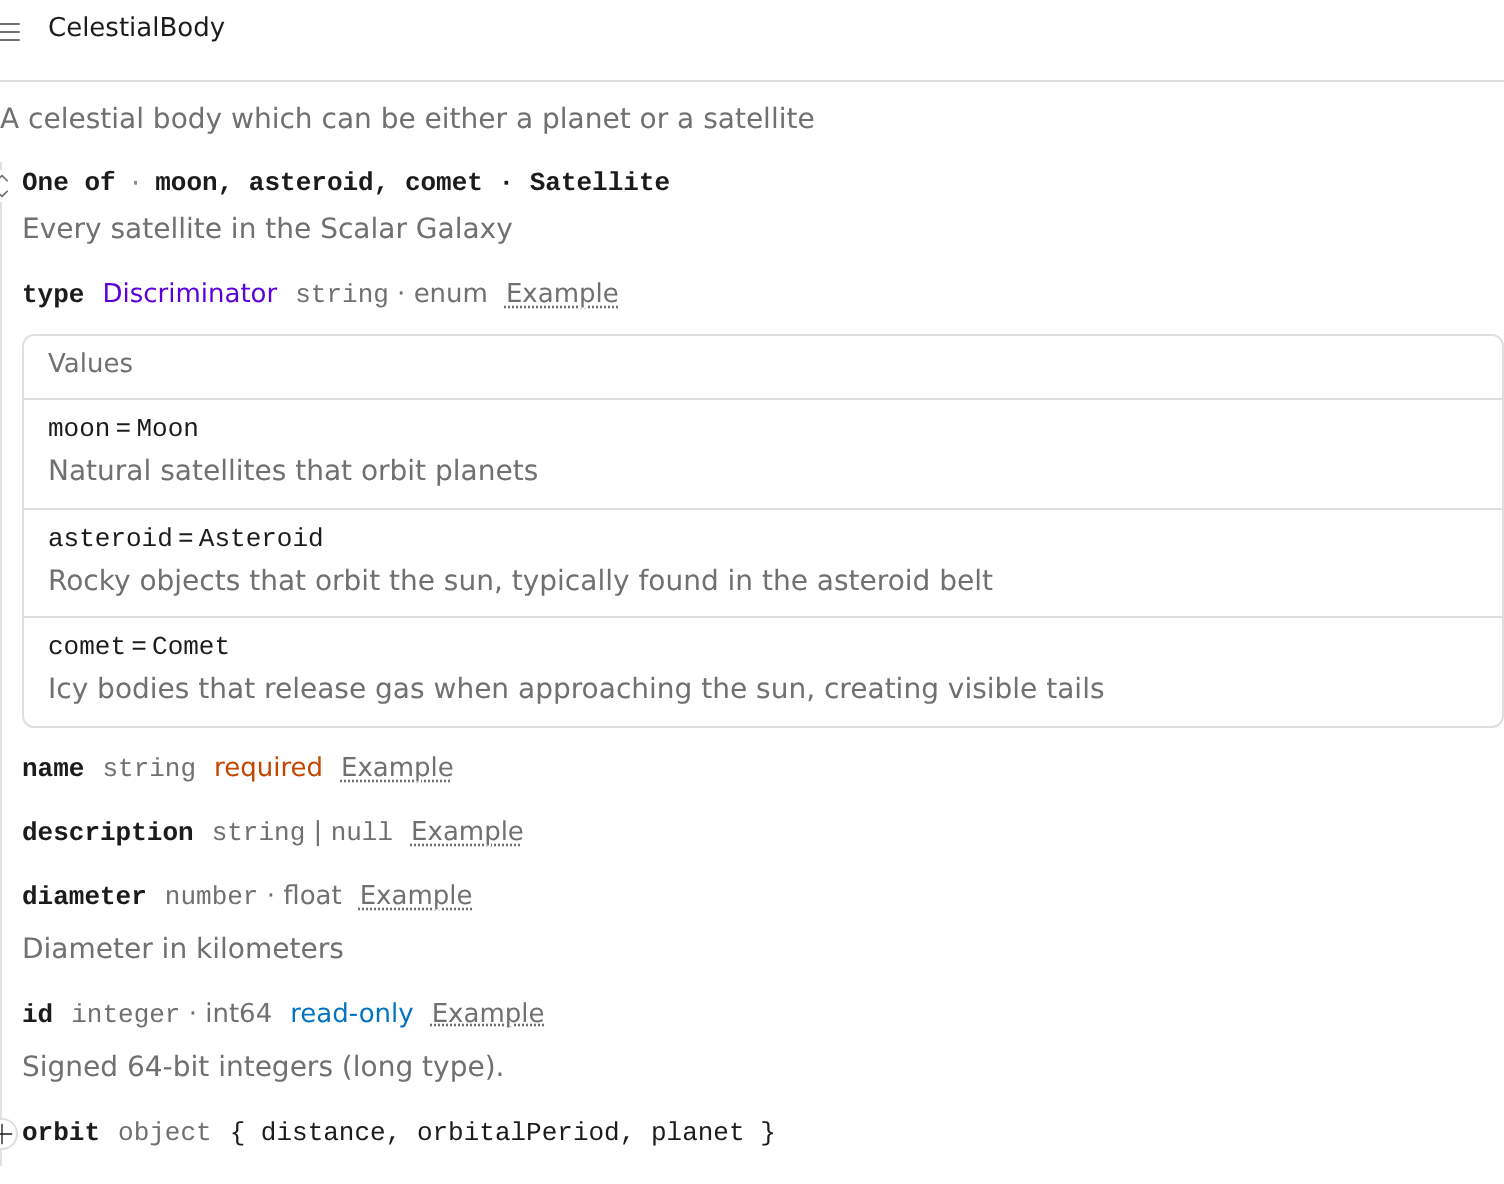 CelestialBody
A celestial body which can be either a planet or a satellite
One of · moon, asteroid, comet · Satellite
Every satellite in the Scalar Galaxy
type Discriminator string · enum Example
Values
moon = Moon
Natural satellites that orbit planets
asteroid = Asteroid
Rocky objects that orbit the sun, typically found in the asteroid belt
comet = Comet
Icy bodies that release gas when approaching the sun, creating visible tails
name string required Example
description string | null Example
diameter number · float Example
Diameter in kilometers
id integer · int64 read-only Example
Signed 64-bit integers (long type).
orbit object { distance, orbitalPeriod, planet }